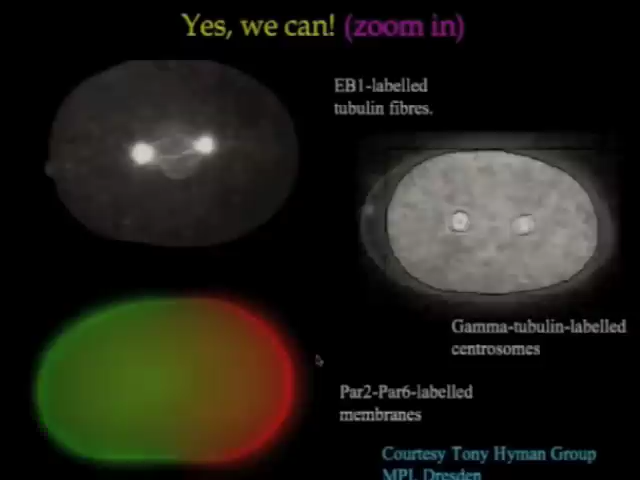 Yes, we can! (zoom in)
EB1-labelled
tubulin fibres.
Gamma-tubulin-labelled
centrosomes
Par2-Par6-labelled
membranes
Courtesy Tony Hyman Group
MPI, Dresden